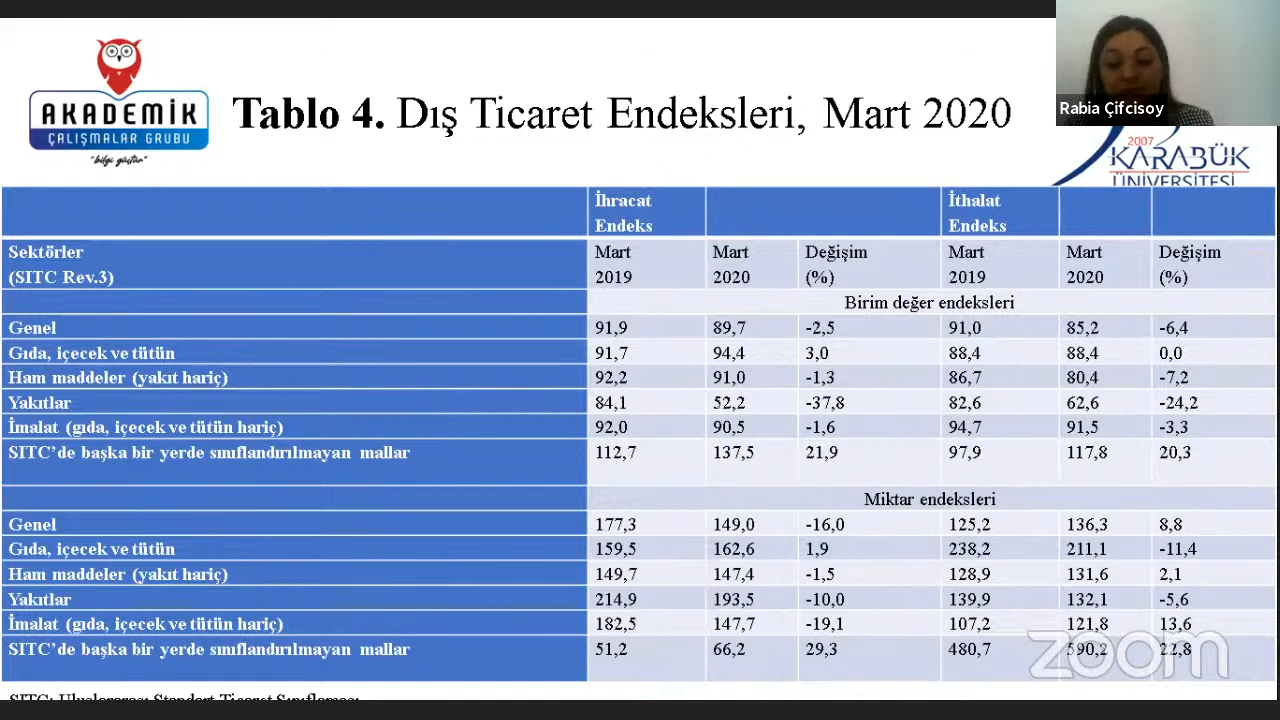 AKADEMİK
ÇALIŞMALAR GRUBU
"bilgi güçtür"
Tablo 4. Dış Ticaret Endeksleri, Mart 2020
Rabia Çifcisoy
2007
KARABÜK
ÜNİVERSİTESİ
İhracat Endeks İthalat Endeks
Sektörler (SITC Rev.3) Mart 2019 Mart 2020 Değişim (%) Mart 2019 Mart 2020 Değişim (%)
Birim değer endeksleri
Genel 91,9 89,7 -2,5 91,0 85,2 -6,4
Gıda, içecek ve tütün 91,7 94,4 3,0 88,4 88,4 0,0
Ham maddeler (yakıt hariç) 92,2 91,0 -1,3 86,7 80,4 -7,2
Yakıtlar 84,1 52,2 -37,8 82,6 62,6 -24,2
İmalat (gıda, içecek ve tütün hariç) 92,0 90,5 -1,6 94,7 91,5 -3,3
SITC'de başka bir yerde sınıflandırılmayan mallar 112,7 137,5 21,9 97,9 117,8 20,3
Miktar endeksleri
Genel 177,3 149,0 -16,0 125,2 136,3 8,8
Gıda, içecek ve tütün 159,5 162,6 1,9 238,2 211,1 -11,4
Ham maddeler (yakıt hariç) 149,7 147,4 -1,5 128,9 131,6 2,1
Yakıtlar 214,9 193,5 -10,0 139,9 132,1 -5,6
İmalat (gıda, içecek ve tütün hariç) 182,5 147,7 -19,1 107,2 121,8 13,6
SITC'de başka bir yerde sınıflandırılmayan mallar 51,2 66,2 29,3 480,7 590,2 22,8
zoom
SITC: Uluslararası Standart Ticaret Sınıflaması